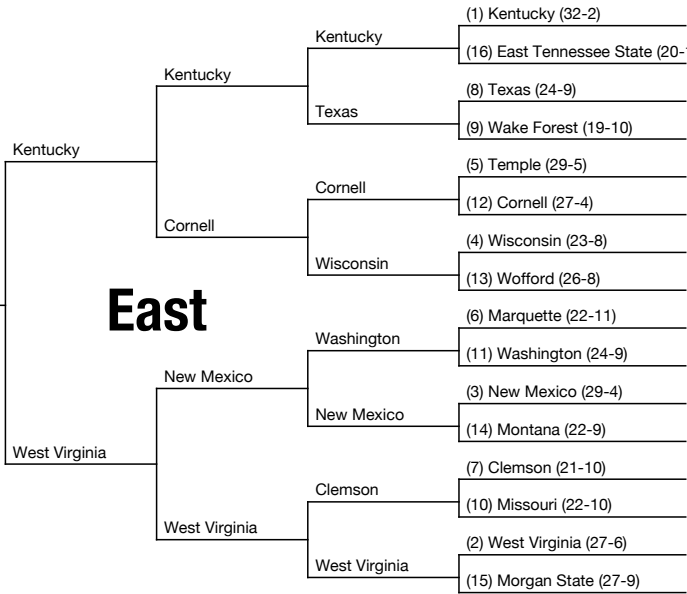 (1) Kentucky (32-2)
Kentucky
(16) East Tennessee State (20-
Kentucky
(8) Texas (24-9)
Texas
(9) Wake Forest (19-10)
Kentucky
(5) Temple (29-5)
Cornell
(12) Cornell (27-4)
Cornell
(4) Wisconsin (23-8)
Wisconsin
(13) Wofford (26-8)
East
(6) Marquette (22-11)
Washington
(11) Washington (24-9)
New Mexico
(3) New Mexico (29-4)
New Mexico
(14) Montana (22-9)
West Virginia
(7) Clemson (21-10)
Clemson
(10) Missouri (22-10)
West Virginia
(2) West Virginia (27-6)
West Virginia
(15) Morgan State (27-9)